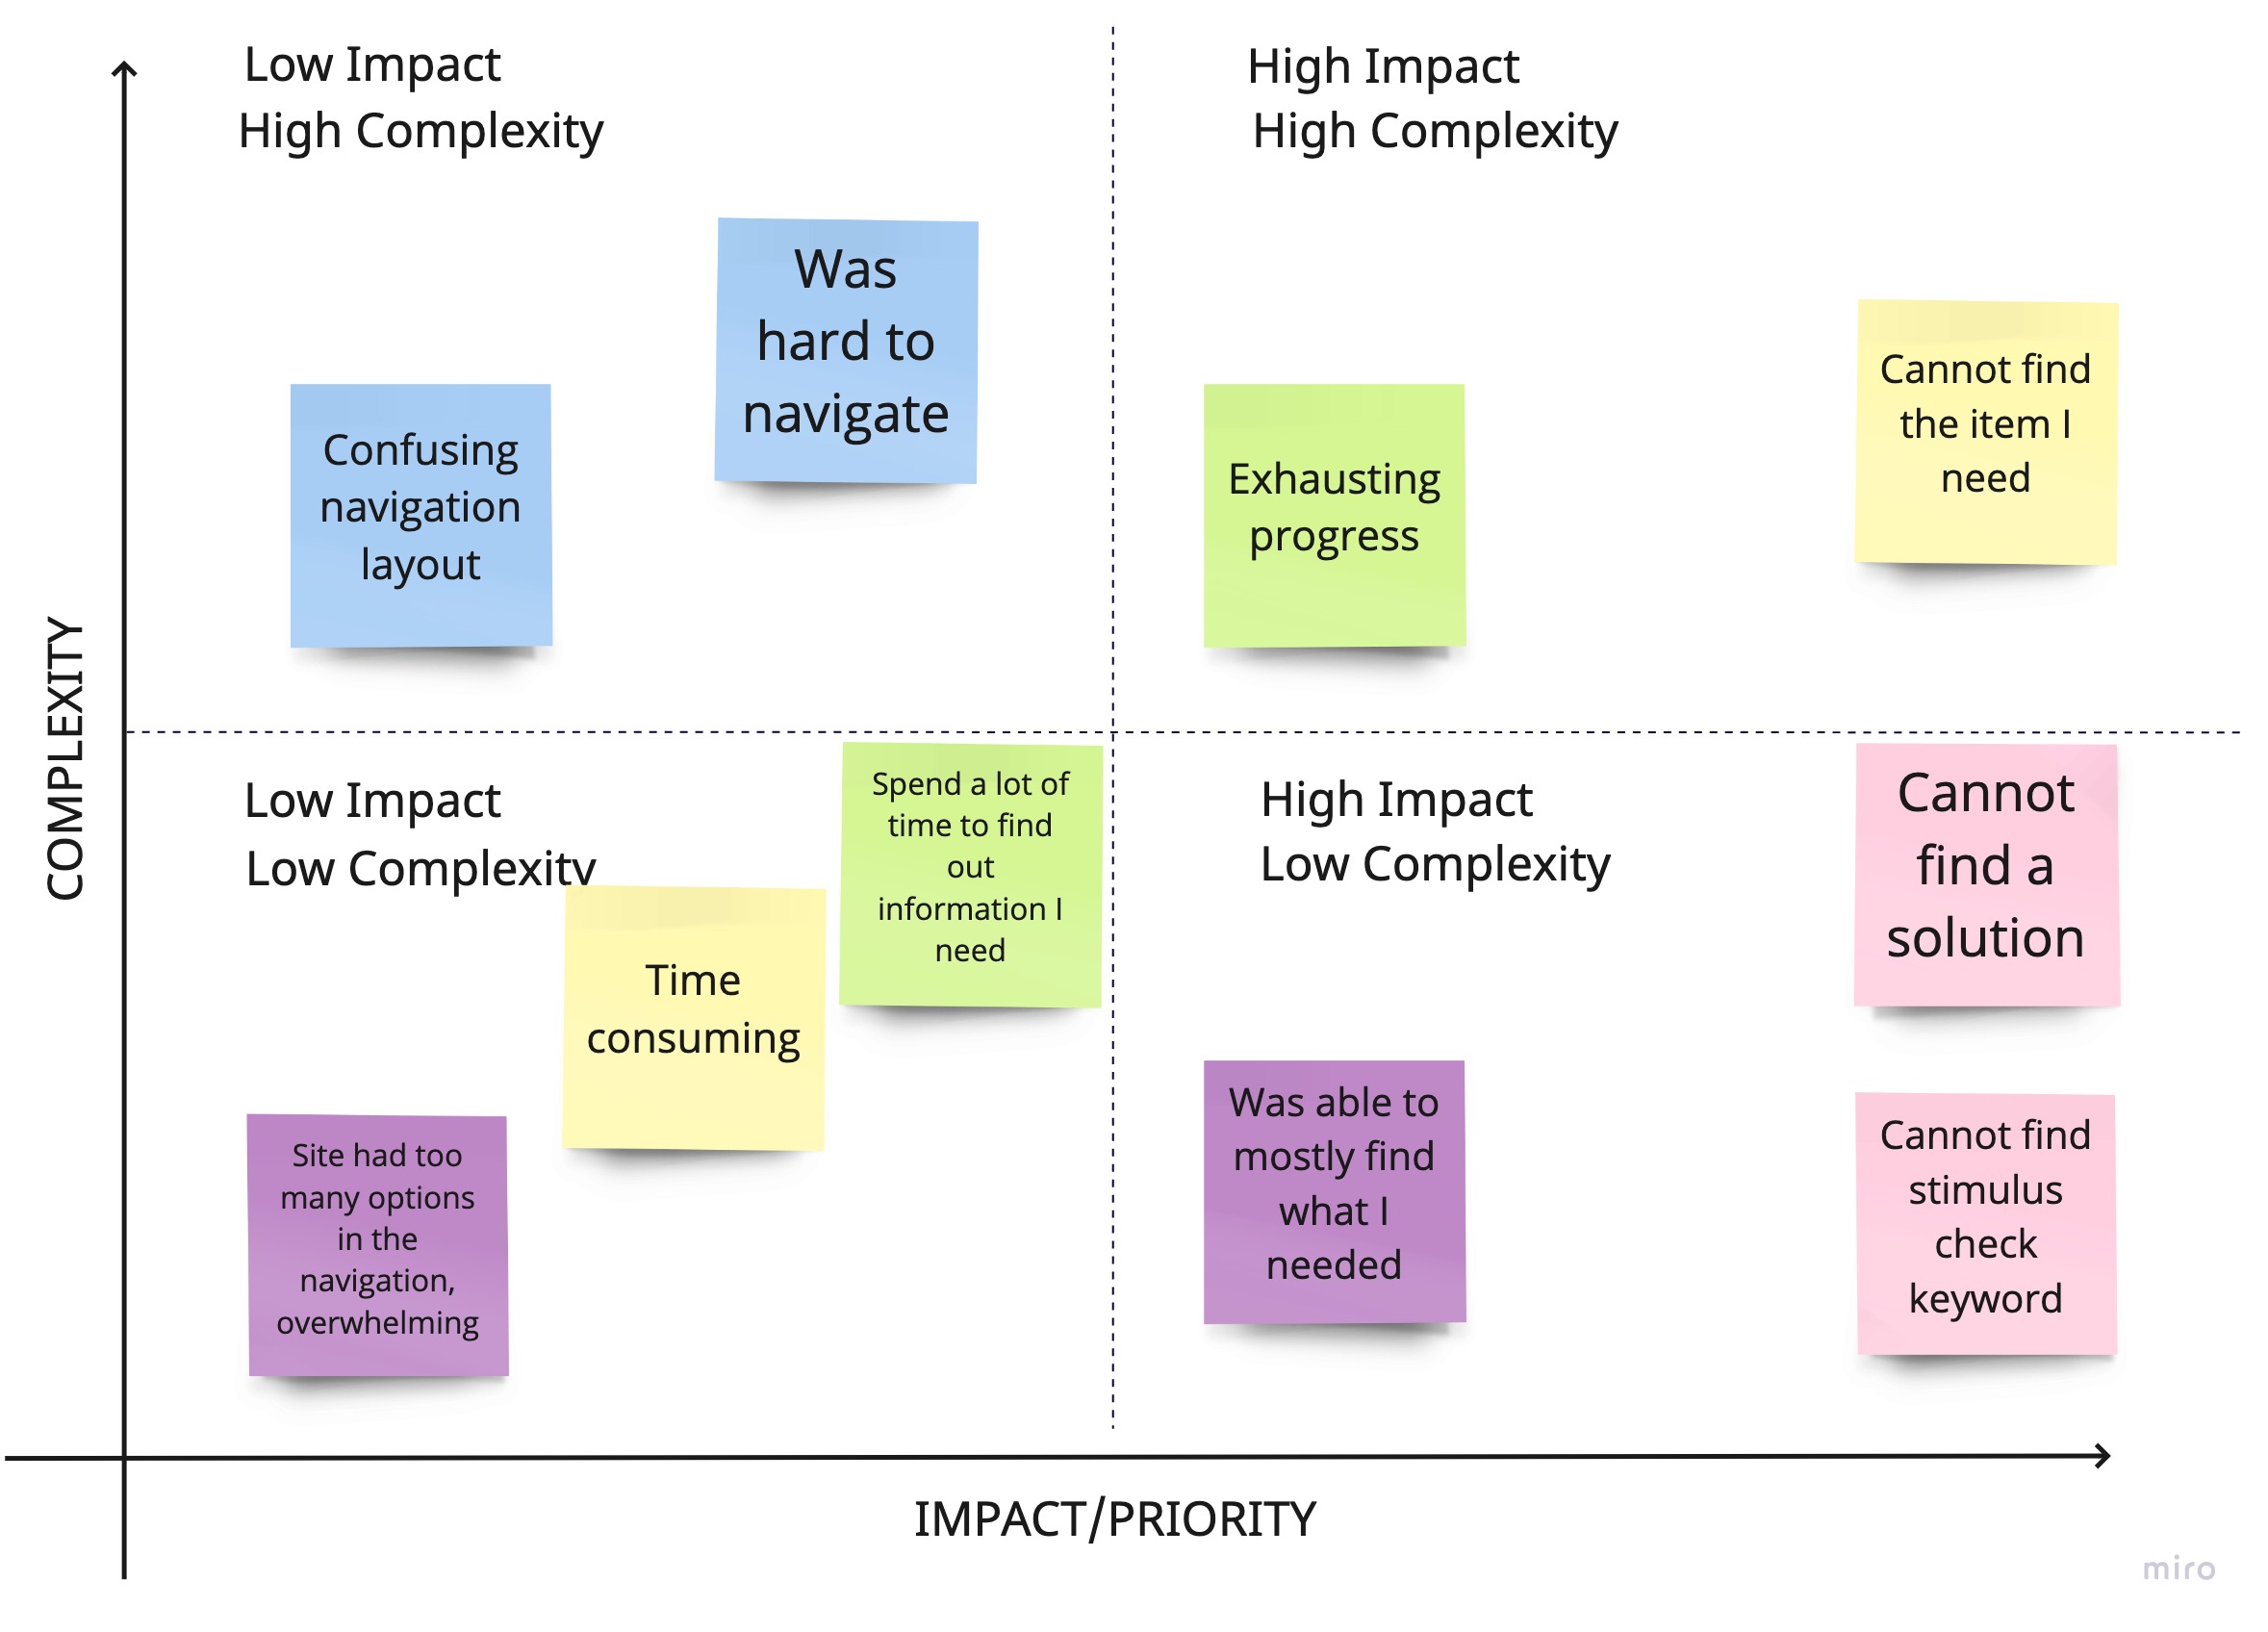 Low Impact
High Complexity
High Impact
High Complexity
Was
hard to
navigate
Confusing
navigation
layout
Exhausting
progress
Cannot find
the item I
need
COMPLEXITY
Low Impact
Low Complexity
Spend a lot of
time to find
out
information I
need
Time
consuming
Site had too
many options
in the
navigation,
overwhelming
High Impact
Low Complexity
Cannot
find a
solution
Was able to
mostly find
what I
needed
Cannot find
stimulus
check
keyword
IMPACT/PRIORITY
miro